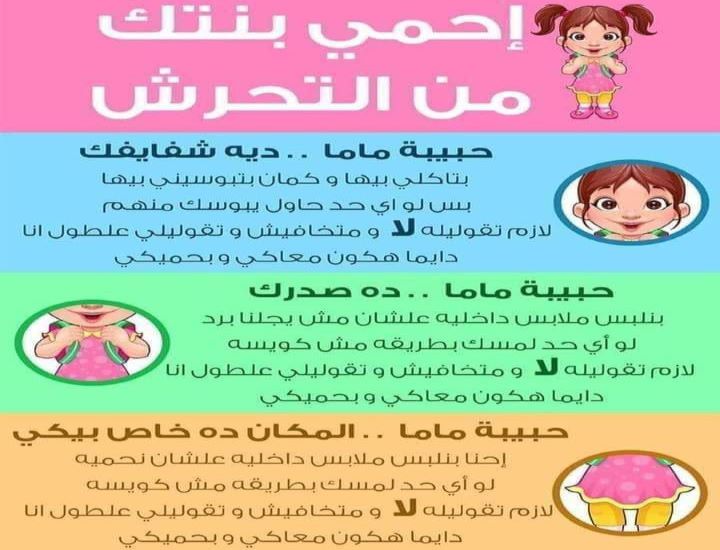 إحمي بنتك
من التحرش
حبيبة ماما .. ديه شفايفك
بتاكلي بيها و كمان بتبوسيني بيها
بس لو اي حد حاول يبوسك منهم
لازم تقوليله لا و متخافيش و تقوليلي علطول انا
دايما هكون معاكي و بحميكي
حبيبة ماما .. ده صدرك
بنلبس ملابس داخليه علشان مش يجلنا برد
لو أي حد لمسك بطريقه مش كويسه
لازم تقوليله لا و متخافيش و تقوليلي علطول انا
دايما هكون معاكي و بحميكي
حبيبة ماما .. المكان ده خاص بيكي
إحنا بنلبس ملابس داخليه علشان نحميه
لو أي حد لمسك بطريقه مش كويسه
لازم تقوليله لا و متخافيش و تقوليلي علطول انا
دايما هكون معاكي و بحميكي